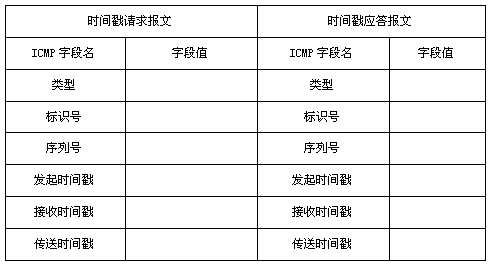 时间戳请求报文 时间戳应答报文
ICMP 字段名 字段值 ICMP 字段名 字段值
类型 类型
标识号 标识号
序列号 序列号
发起时间戳 发起时间戳
接收时间戳 接收时间戳
传送时间戳 传送时间戳